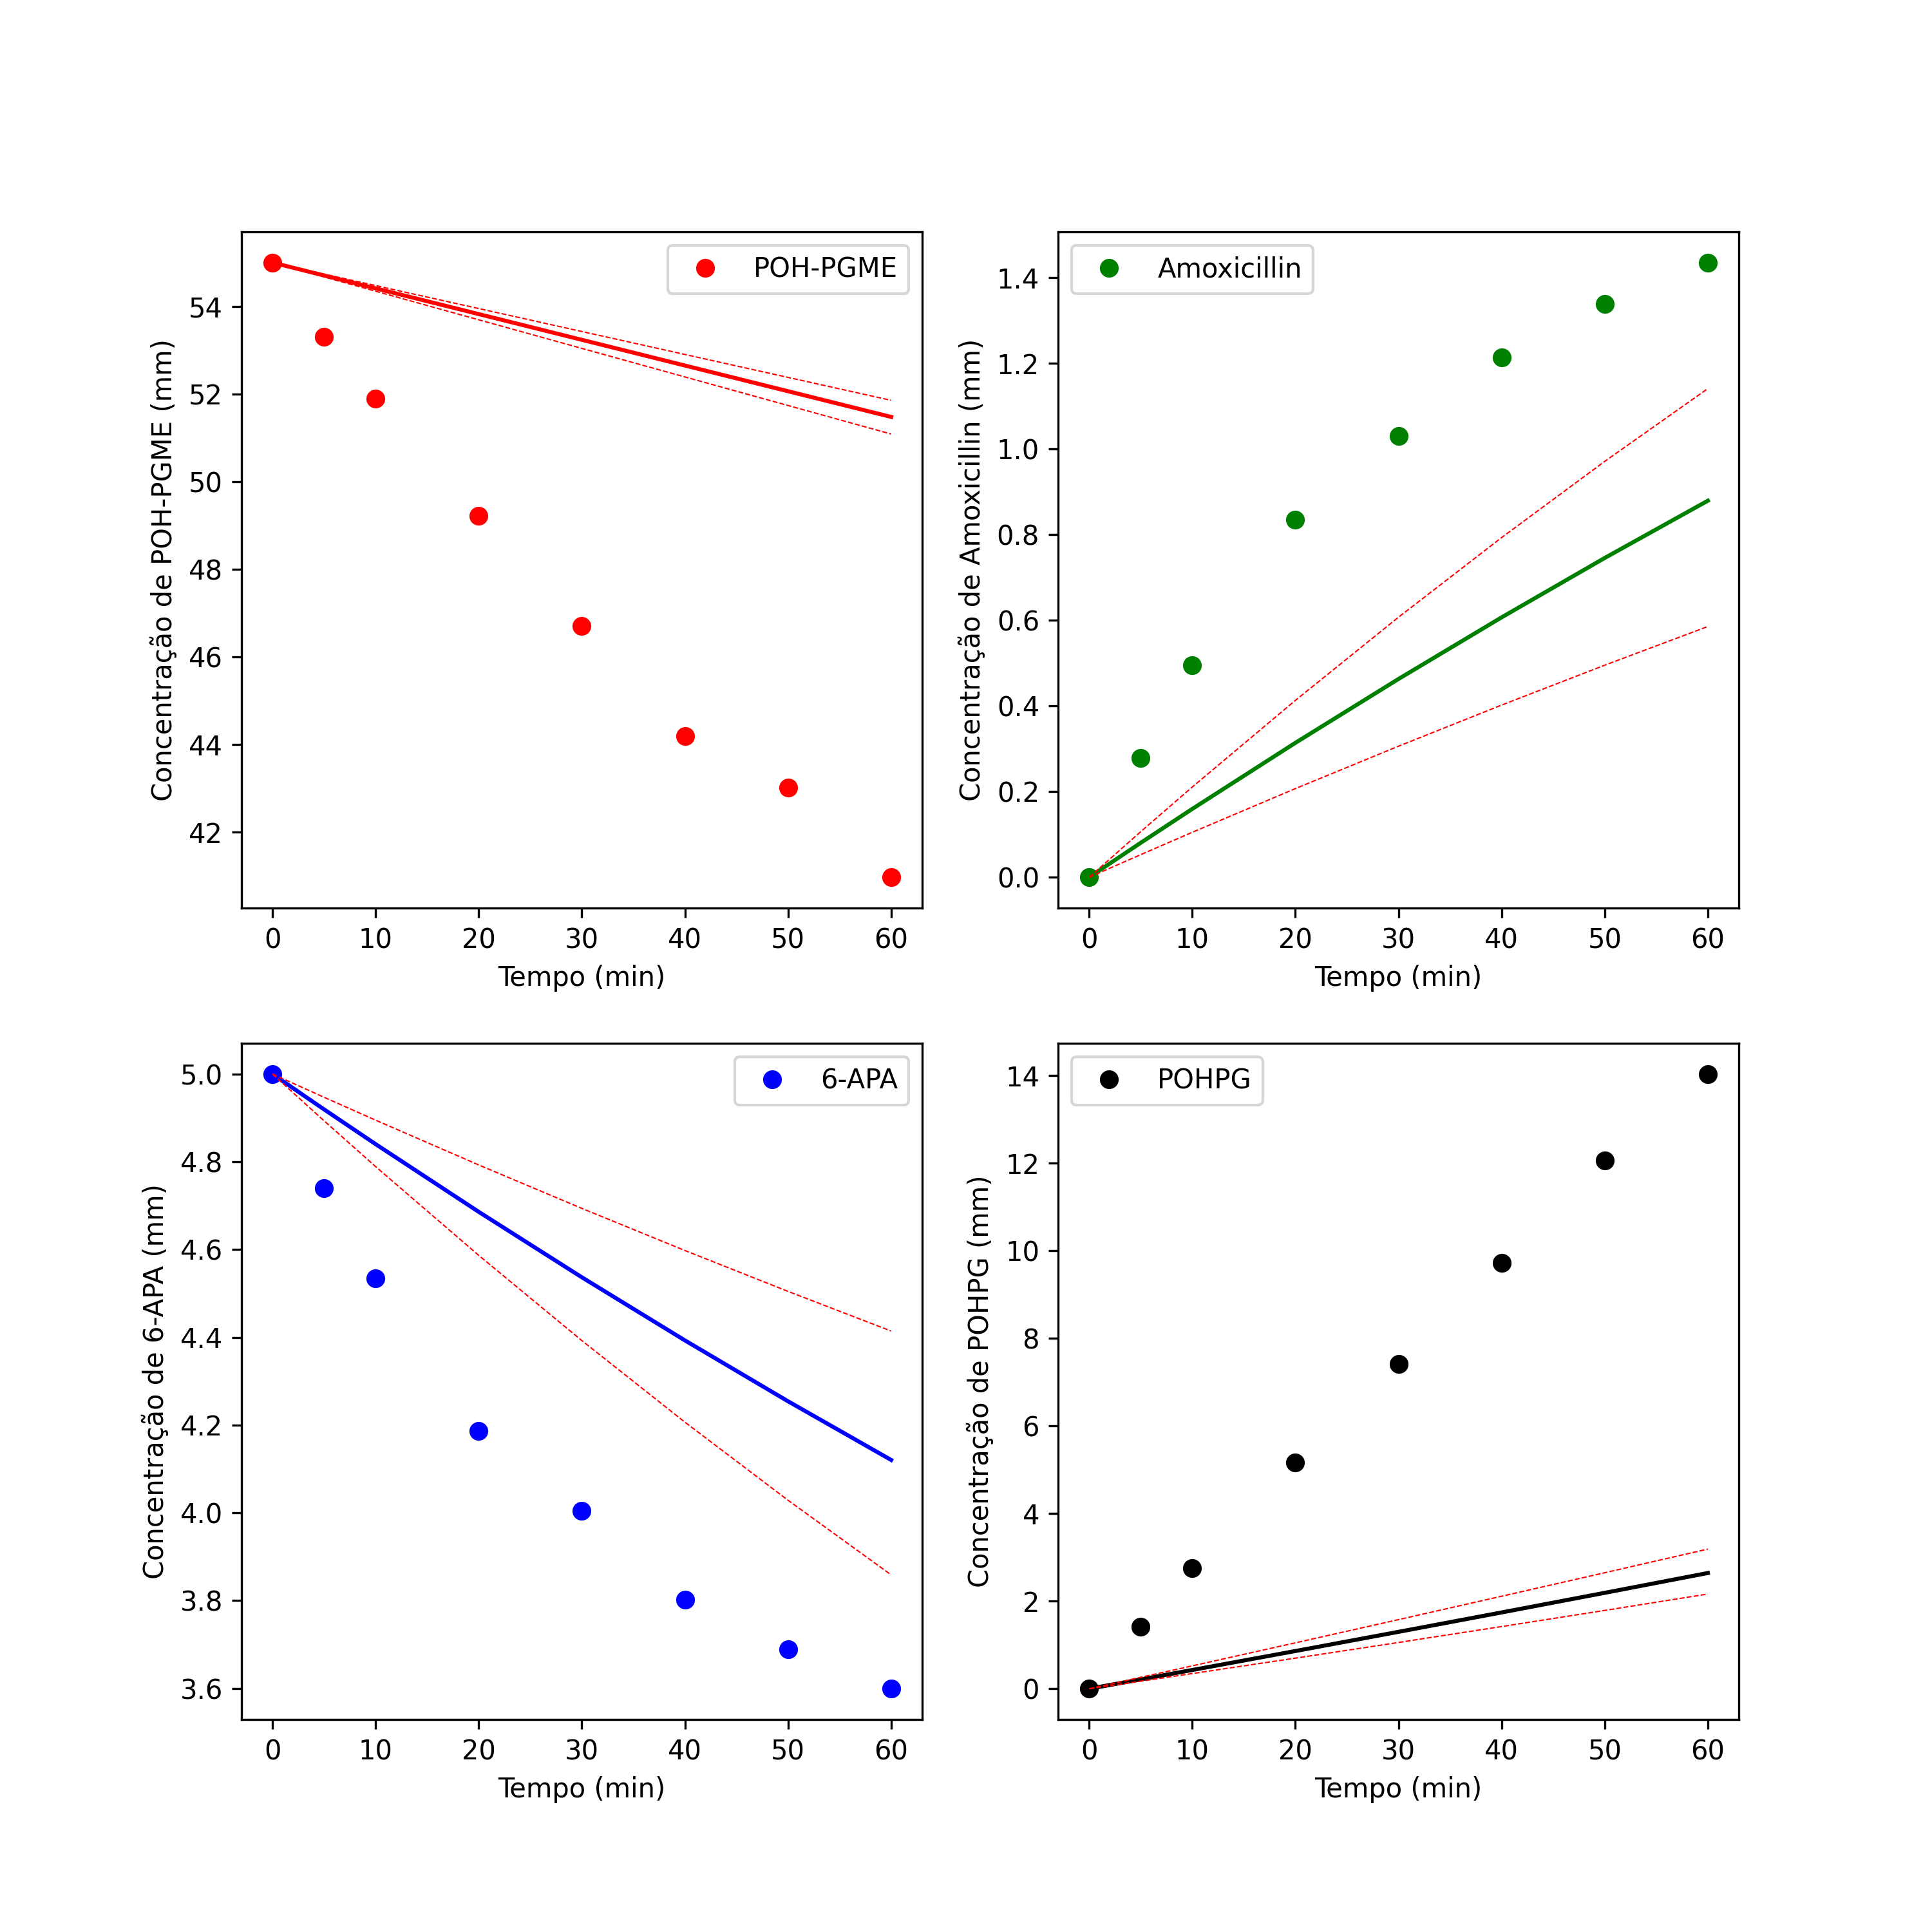 POH-PGME
54
52
50
48
46
44
42
Concentração de POH-PGME (mm)
0 10 20 30 40 50 60
Tempo (min)
Amoxicillin
1.4
1.2
1.0
0.8
0.6
0.4
0.2
0.0
Concentração de Amoxicillin (mm)
0 10 20 30 40 50 60
Tempo (min)
6-APA
5.0
4.8
4.6
4.4
4.2
4.0
3.8
3.6
Concentração de 6-APA (mm)
0 10 20 30 40 50 60
Tempo (min)
POHPG
14
12
10
8
6
4
2
0
Concentração de POHPG (mm)
0 10 20 30 40 50 60
Tempo (min)